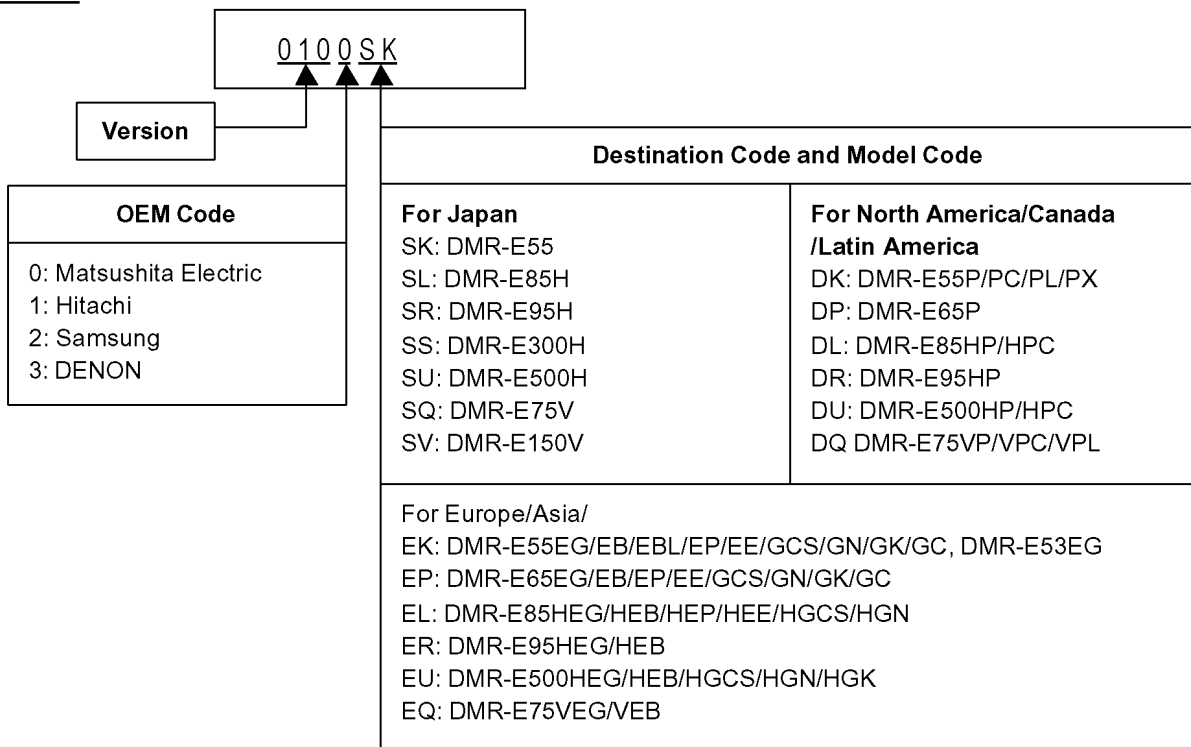 0100SK
Version
Destination Code and Model Code
OEM Code
0: Matsushita Electric
1: Hitachi
2: Samsung
3: DENON
For Japan
SK: DMR-E55
SL: DMR-E85H
SR: DMR-E95H
SS: DMR-E300H
SU: DMR-E500H
SQ: DMR-E75V
SV: DMR-E150V
For North America/Canada
/Latin America
DK: DMR-E55P/PC/PL/PX
DP: DMR-E65P
DL: DMR-E85HP/HPC
DR: DMR-E95HP
DU: DMR-E500HP/HPC
DQ DMR-E75VP/VPC/VPL
For Europe/Asia/
EK: DMR-E55EG/EB/EBL/EP/EE/GCS/GN/GK/GC, DMR-E53EG
EP: DMR-E65EG/EB/EP/EE/GCS/GN/GK/GC
EL: DMR-E85HEG/HEB/HEP/HEE/HGCS/HGN
ER: DMR-E95HEG/HEB
EU: DMR-E500HEG/HEB/HGCS/HGN/HGK
EQ: DMR-E75VEG/VEB